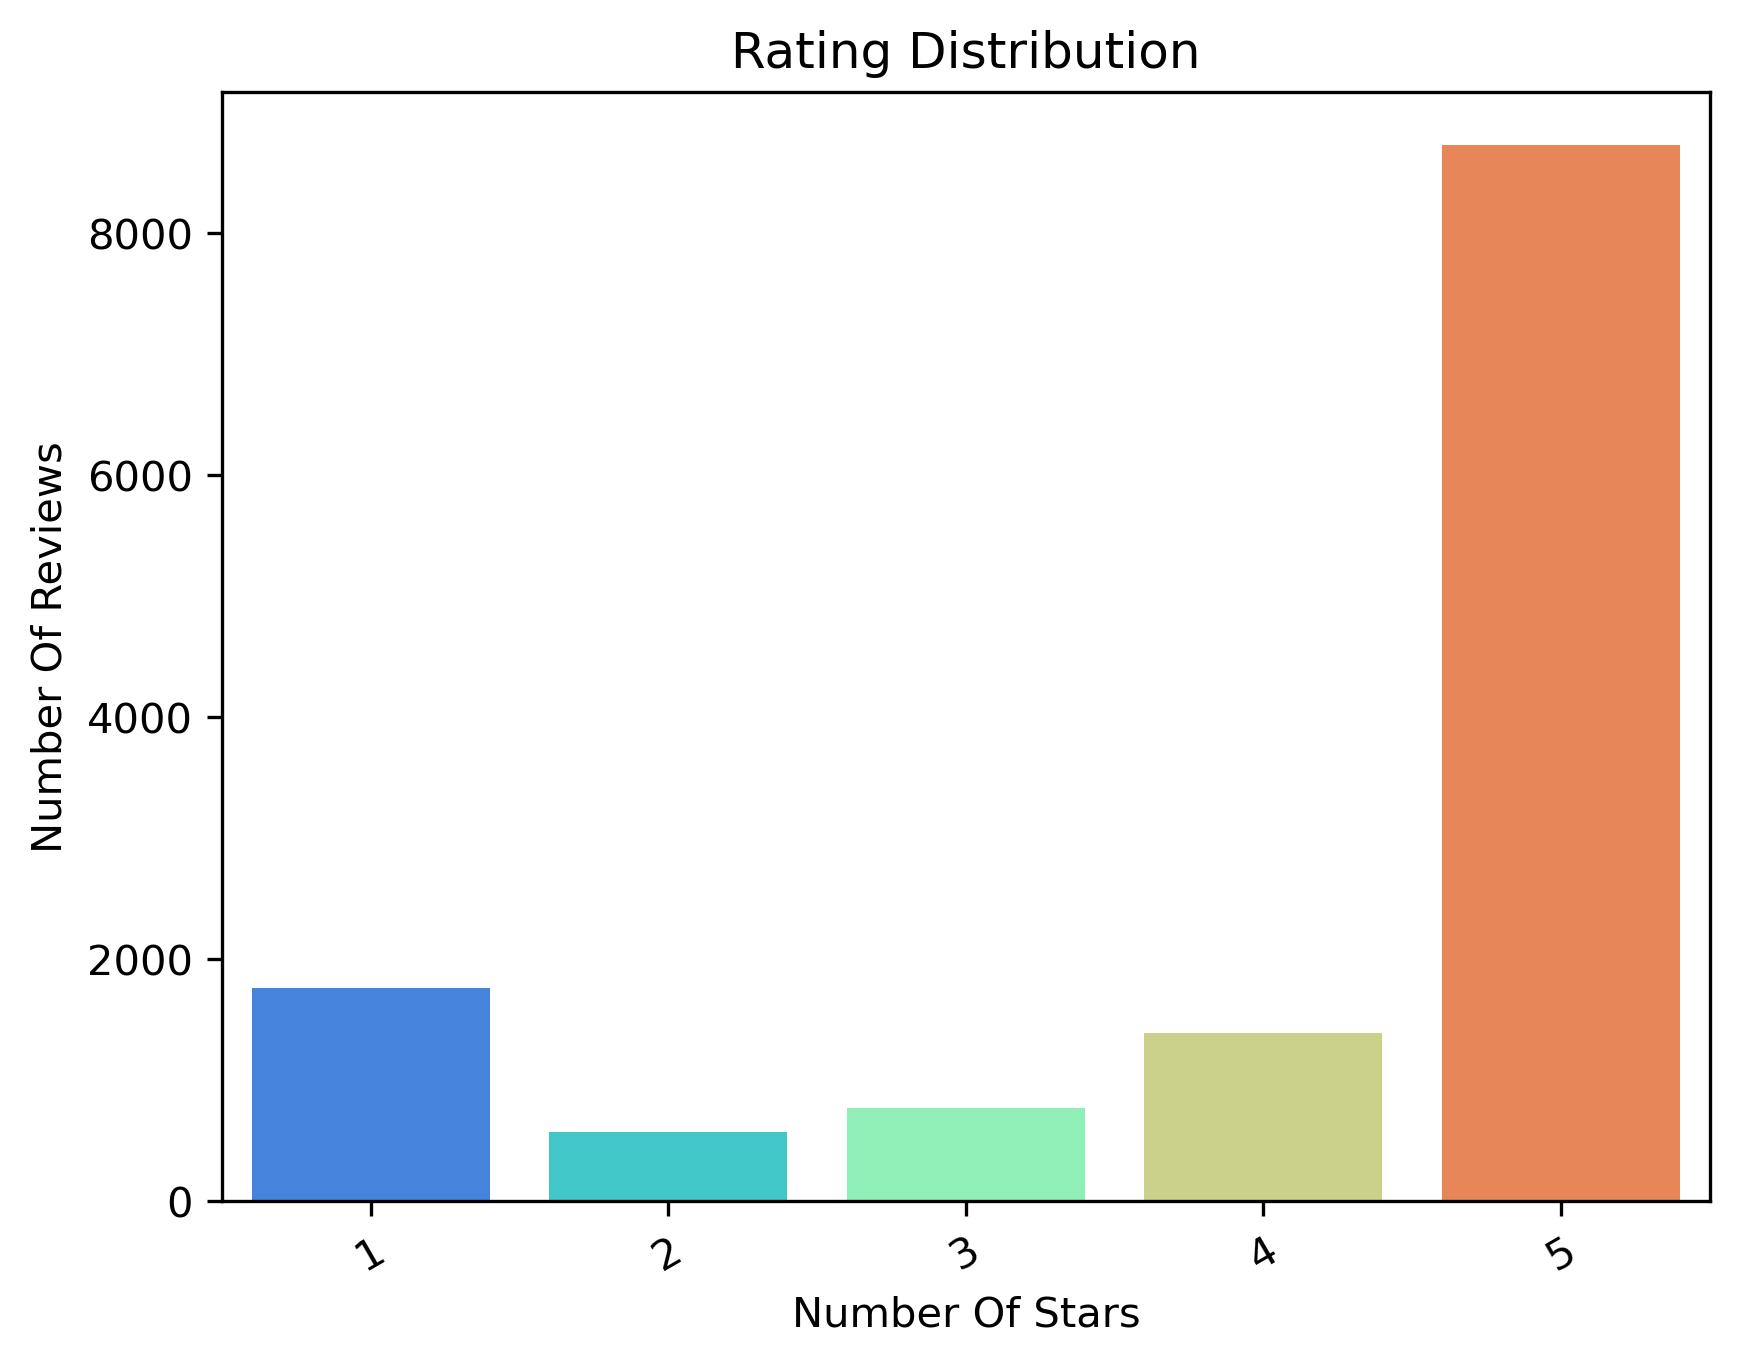 Rating Distribution
8000
6000
4000
2000
0
Number Of Reviews
1 2 3 4 5
Number Of Stars